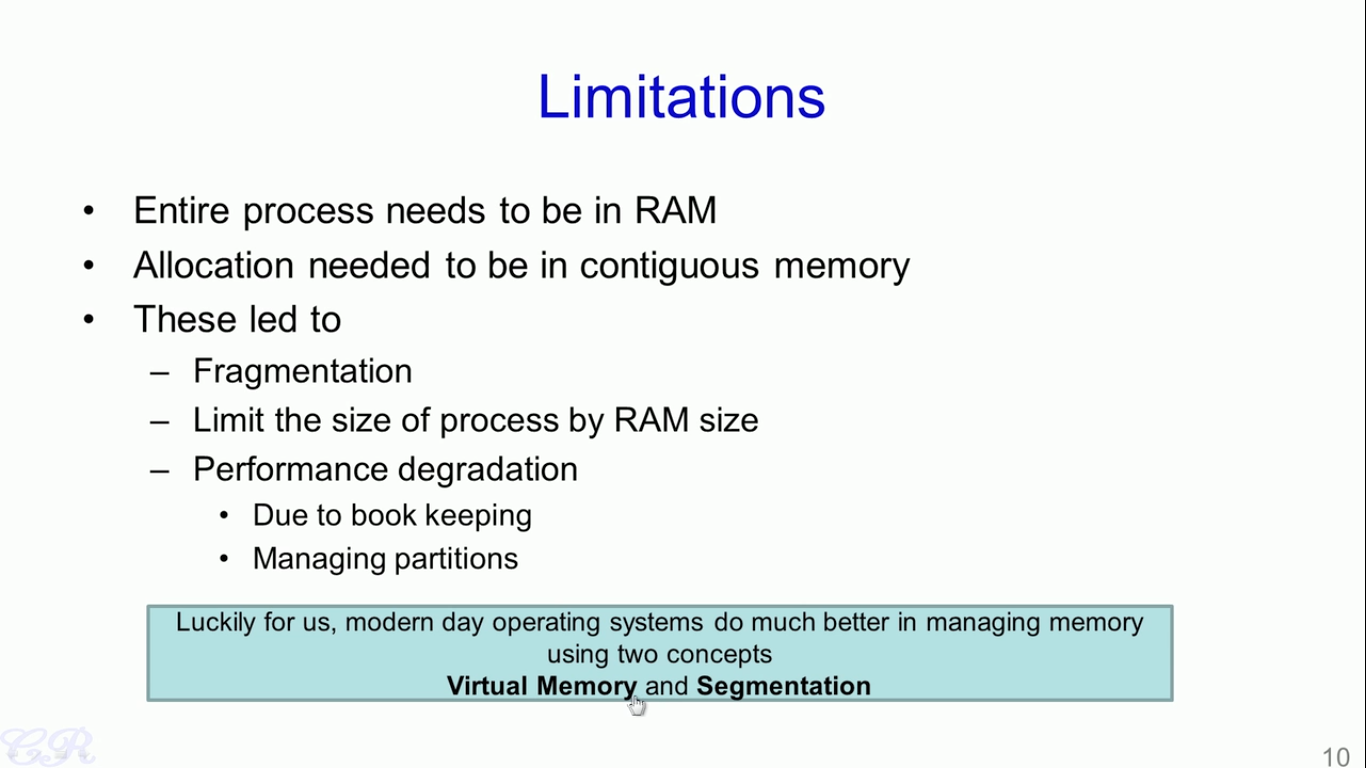 Limitations
• Entire process needs to be in RAM
• Allocation needed to be in contiguous memory
• These led to
– Fragmentation
– Limit the size of process by RAM size
– Performance degradation
• Due to book keeping
• Managing partitions
Luckily for us, modern day operating systems do much better in managing memory
using two concepts
Virtual Memory and Segmentation
CR
10